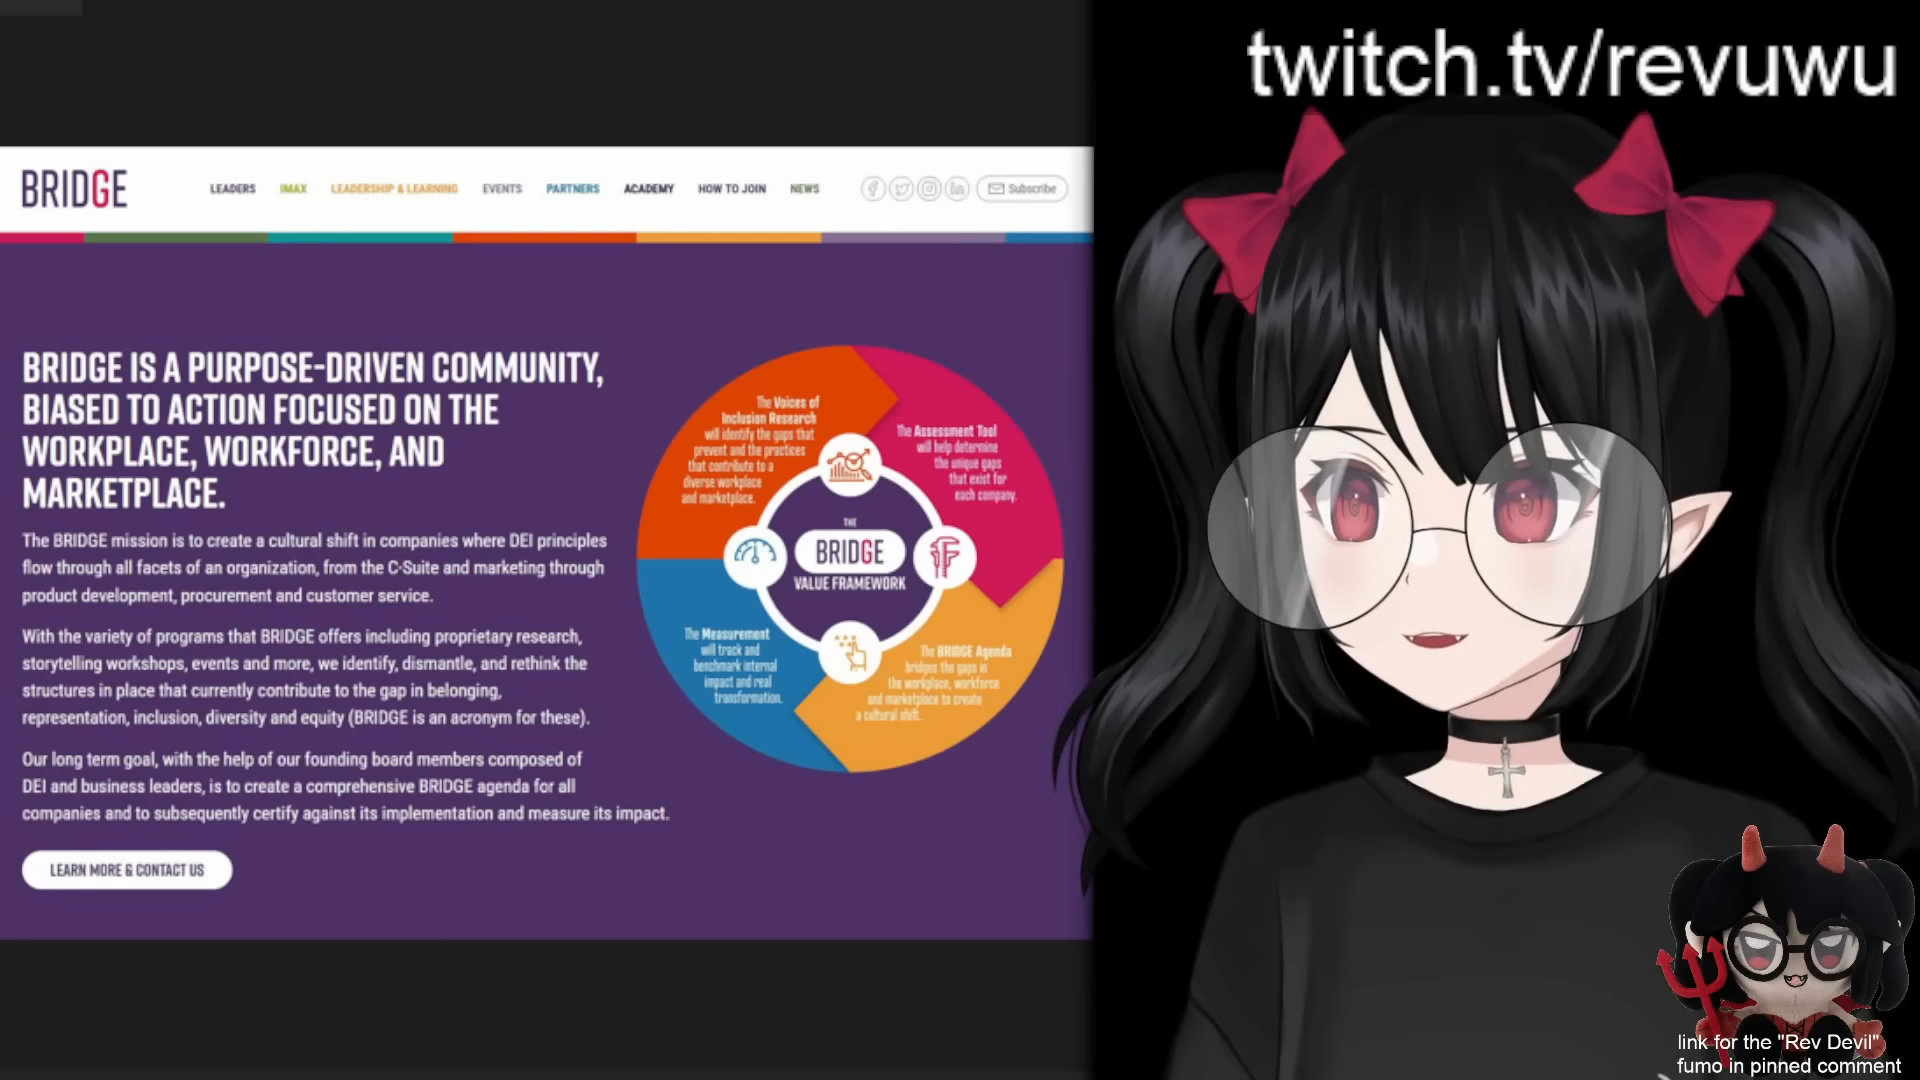 twitch.tv/revuwu
BRIDGE
LEADERS IMAX LEADERSHIP & LEARNING EVENTS PARTNERS ACADEMY HOW TO JOIN NEWS Subscribe
BRIDGE IS A PURPOSE-DRIVEN COMMUNITY,
BIASED TO ACTION FOCUSED ON THE
WORKPLACE, WORKFORCE, AND
MARKETPLACE.
The BRIDGE mission is to create a cultural shift in companies where DEI principles
flow through all facets of an organization, from the C-Suite and marketing through
product development, procurement and customer service.
With the variety of programs that BRIDGE offers including proprietary research,
storytelling workshops, events and more, we identify, dismantle, and rethink the
structures in place that currently contribute to the gap in belonging,
representation, inclusion, diversity and equity (BRIDGE is an acronym for these).
Our long term goal, with the help of our founding board members composed of
DEI and business leaders, is to create a comprehensive BRIDGE agenda for all
companies and to subsequently certify against its implementation and measure its impact.
LEARN MORE & CONTACT US
The Voices of
Inclusion Research
will identify the gaps that
prevent and the practices
that contribute to a
diverse workplace
and marketplace.
The Assessment Tool
will help determine
the unique gaps
that exist for
each company.
THE
BRIDGE
VALUE FRAMEWORK
The Measurement
will track and
benchmark internal
impact and real
transformation.
The BRIDGE Agenda
bridges the gaps in
the workplace, workforce
and marketplace to create
a cultural shift.
link for the "Rev Devil"
fumo in pinned comment